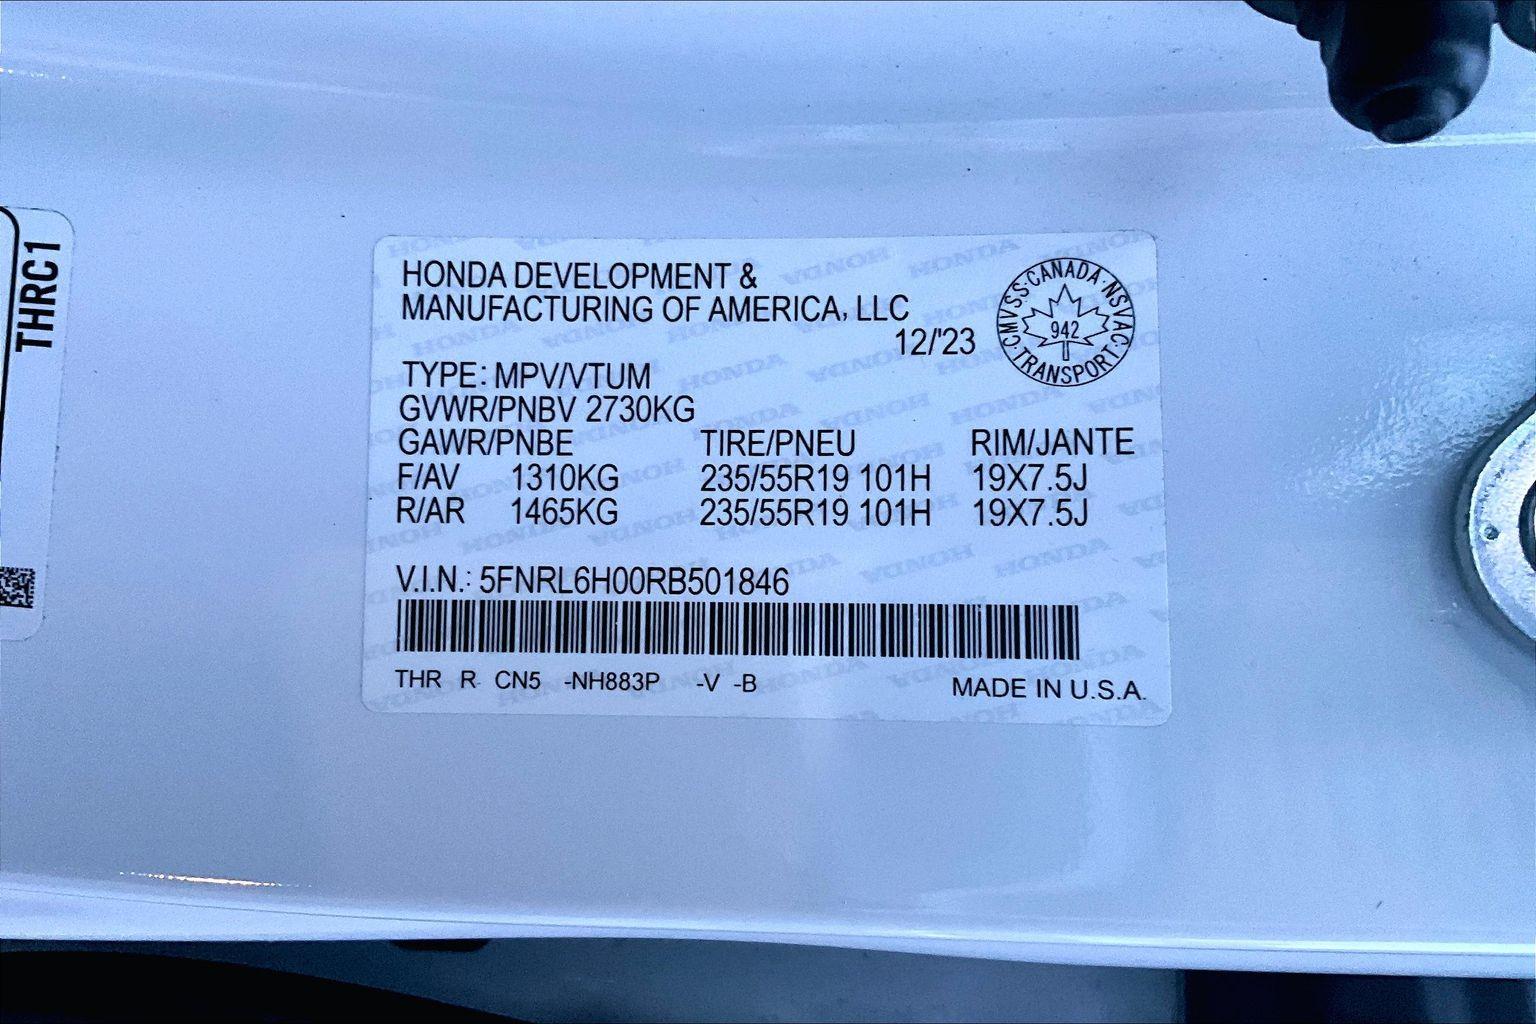 HONDA DEVELOPMENT &
MANUFACTURING OF AMERICA, LLC
12/'23
CMVSS·CANADA·NSVAC·TRANSPORT
942
TYPE: MPV/VTUM
GVWR/PNBV 2730KG
GAWR/PNBE TIRE/PNEU RIM/JANTE
F/AV 1310KG 235/55R19 101H 19X7.5J
R/AR 1465KG 235/55R19 101H 19X7.5J
V.I.N.: 5FNRL6H00RB501846
THR R CN5 -NH883P -V -B
MADE IN U.S.A.
THRC1